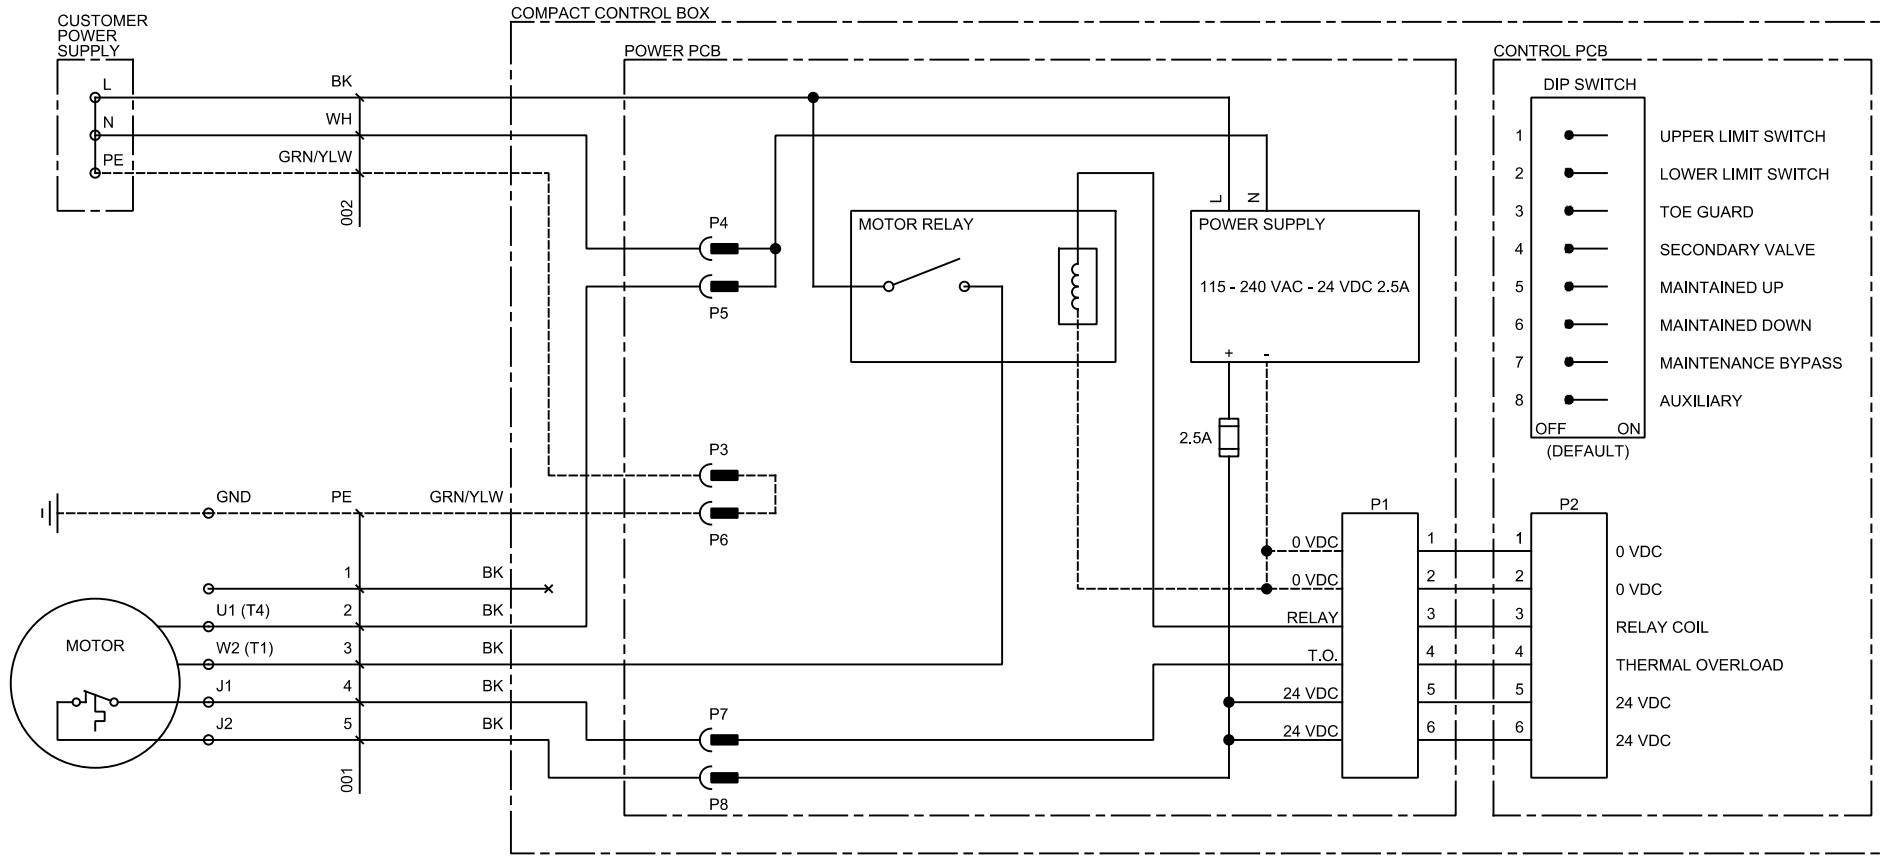 COMPACT CONTROL BOX
CUSTOMER
POWER
SUPPLY
L
N
PE
BK
WH
GRN/YLW
002
POWER PCB
P4
P5
MOTOR RELAY
L
N
POWER SUPPLY
115 - 240 VAC - 24 VDC 2.5A
+
-
2.5A
P3
P6
GND
PE
GRN/YLW
1
BK
U1 (T4)
2
BK
MOTOR
W2 (T1)
3
BK
J1
4
BK
J2
5
BK
001
P7
P8
P1
0 VDC
1
0 VDC
2
RELAY
3
T.O.
4
24 VDC
5
24 VDC
6
CONTROL PCB
DIP SWITCH
1
UPPER LIMIT SWITCH
2
LOWER LIMIT SWITCH
3
TOE GUARD
4
SECONDARY VALVE
5
MAINTAINED UP
6
MAINTAINED DOWN
7
MAINTENANCE BYPASS
8
AUXILIARY
OFF
ON
(DEFAULT)
P2
1
0 VDC
2
0 VDC
3
RELAY COIL
4
THERMAL OVERLOAD
5
24 VDC
6
24 VDC